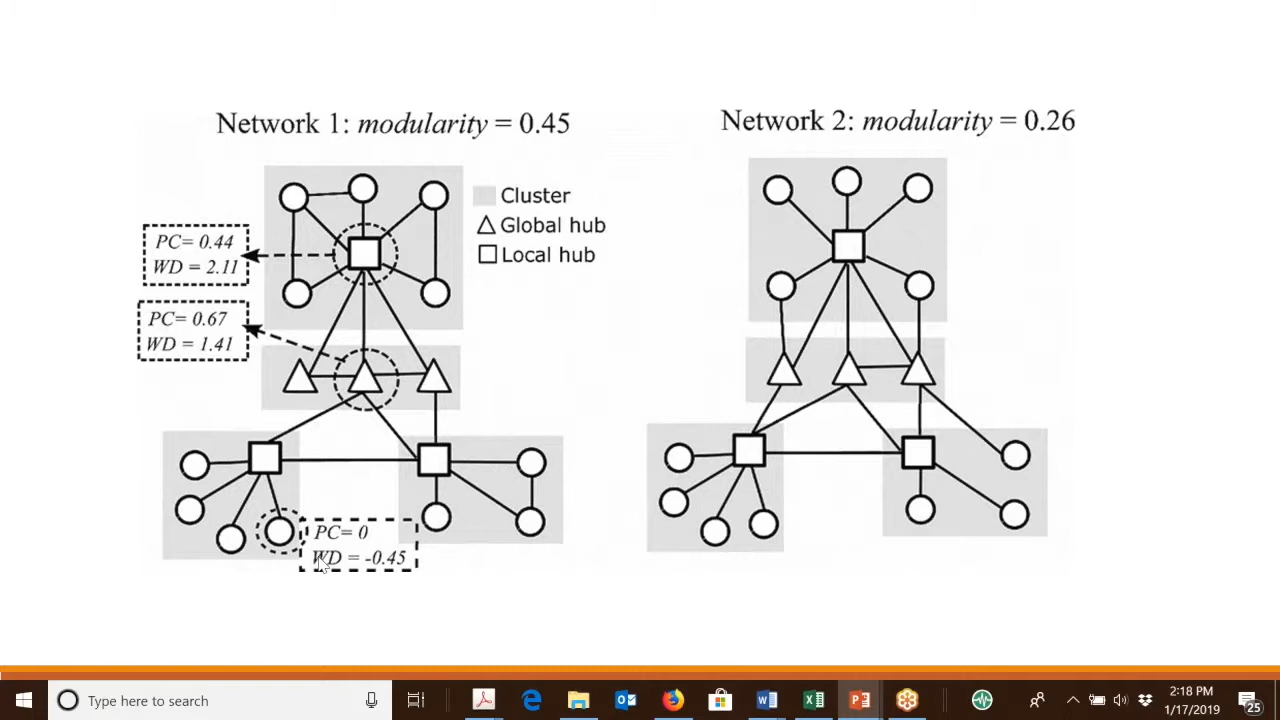 Network 1: modularity = 0.45
Network 2: modularity = 0.26
Cluster
Global hub
Local hub
PC= 0.44
WD = 2.11
PC= 0.67
WD = 1.41
PC= 0
WD = -0.45
Type here to search
2:18 PM
1/17/2019
25